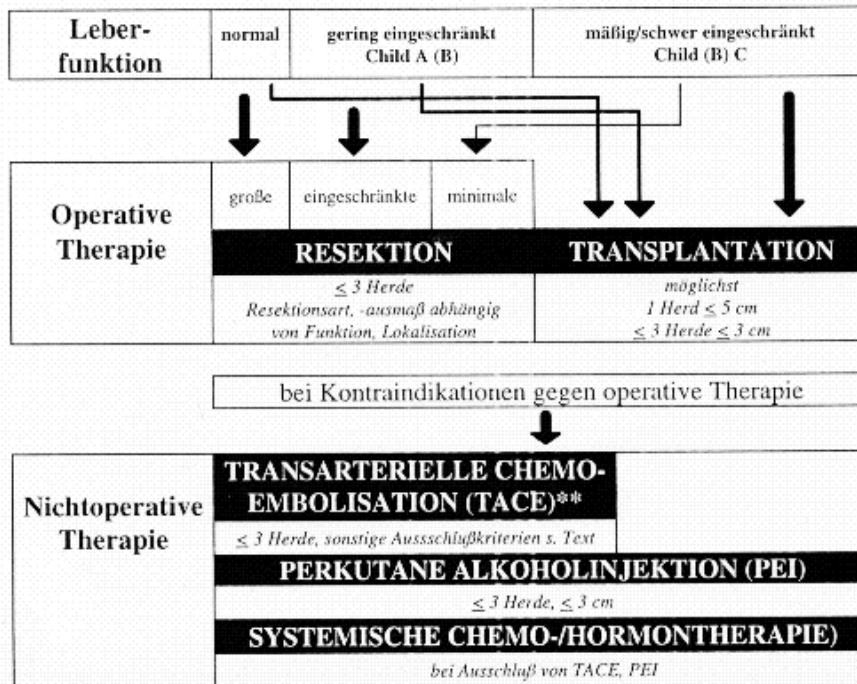 Leber-
funktion
normal
gering eingeschränkt
Child A (B)
mäßig/schwer eingeschränkt
Child (B) C
Operative
Therapie
große
eingeschränkte
minimale
RESEKTION
≤ 3 Herde
Resektionsart, -ausmaß abhängig
von Funktion, Lokalisation
TRANSPLANTATION
möglichst
1 Herd ≤ 5 cm
≤ 3 Herde ≤ 3 cm
bei Kontraindikationen gegen operative Therapie
Nichtoperative
Therapie
TRANSARTERIELLE CHEMO-
EMBOLISATION (TACE)**
≤ 3 Herde, sonstige Aussschlußkriterien s. Text
PERKUTANE ALKOHOLINJEKTION (PEI)
≤ 3 Herde, ≤ 3 cm
SYSTEMISCHE CHEMO-/HORMONTHERAPIE)
bei Ausschluß von TACE, PEI